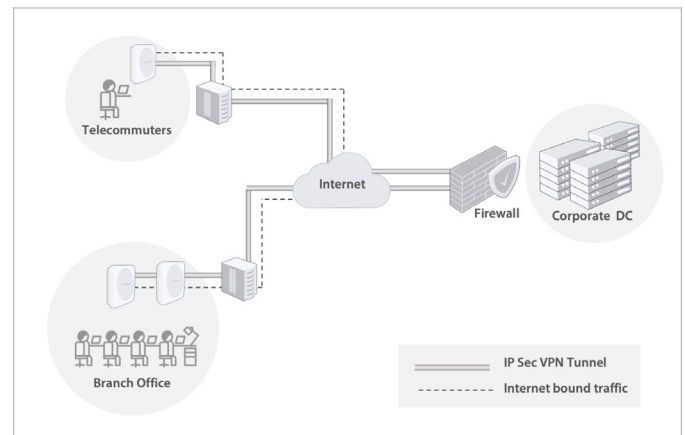 Telecommuters
Internet
Firewall
Corporate DC
Branch Office
IP Sec VPN Tunnel
Internet bound traffic